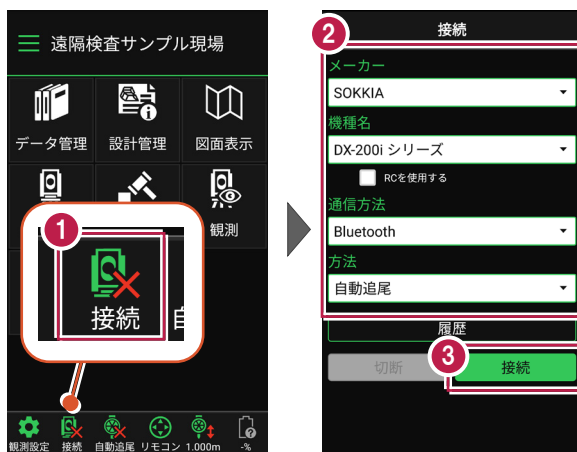 遠隔検査サンプル現場
データ管理
設計管理
図面表示
観測
1
接続
観測設定
接続
自動追尾
リモコン
1.000m
-%
2
接続
メーカー
SOKKIA
機種名
DX-200i シリーズ
RCを使用する
通信方法
Bluetooth
方法
自動追尾
履歴
切断
3
接続